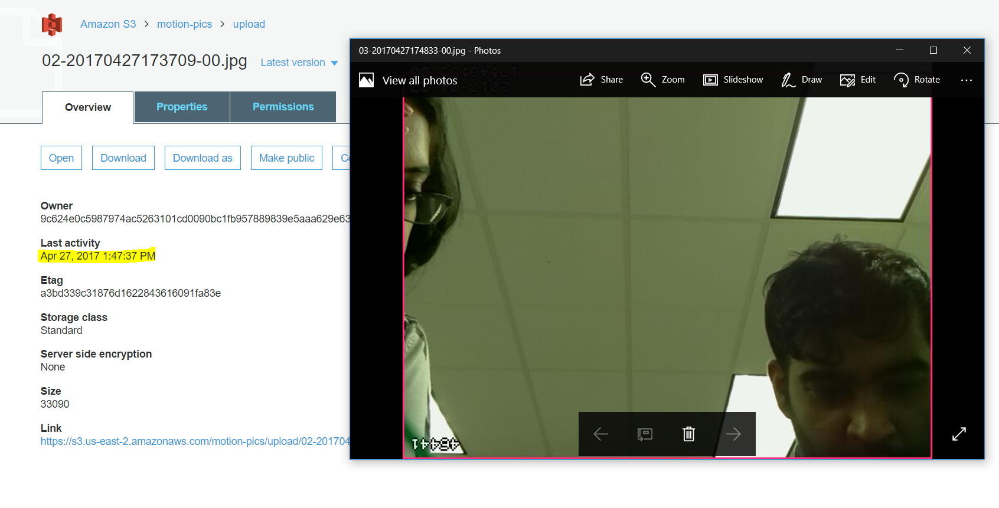 Amazon S3 > motion-pics > upload
02-20170427173709-00.jpg Latest version
Overview Properties Permissions
Open Download Download as Make public
Owner
9c624e0c5987974ac5263101cd0090bc1fb957889839e5aaa629e63
Last activity
Apr 27, 2017 1:47:37 PM
Etag
a3bd339c31876d1622843616091fa83e
Storage class
Standard
Server side encryption
None
Size
33090
Link
https://s3.us-east-2.amazonaws.com/motion-pics/upload/02-201704
03-20170427174833-00.jpg - Photos
View all photos Share Zoom Slideshow Draw Edit Rotate